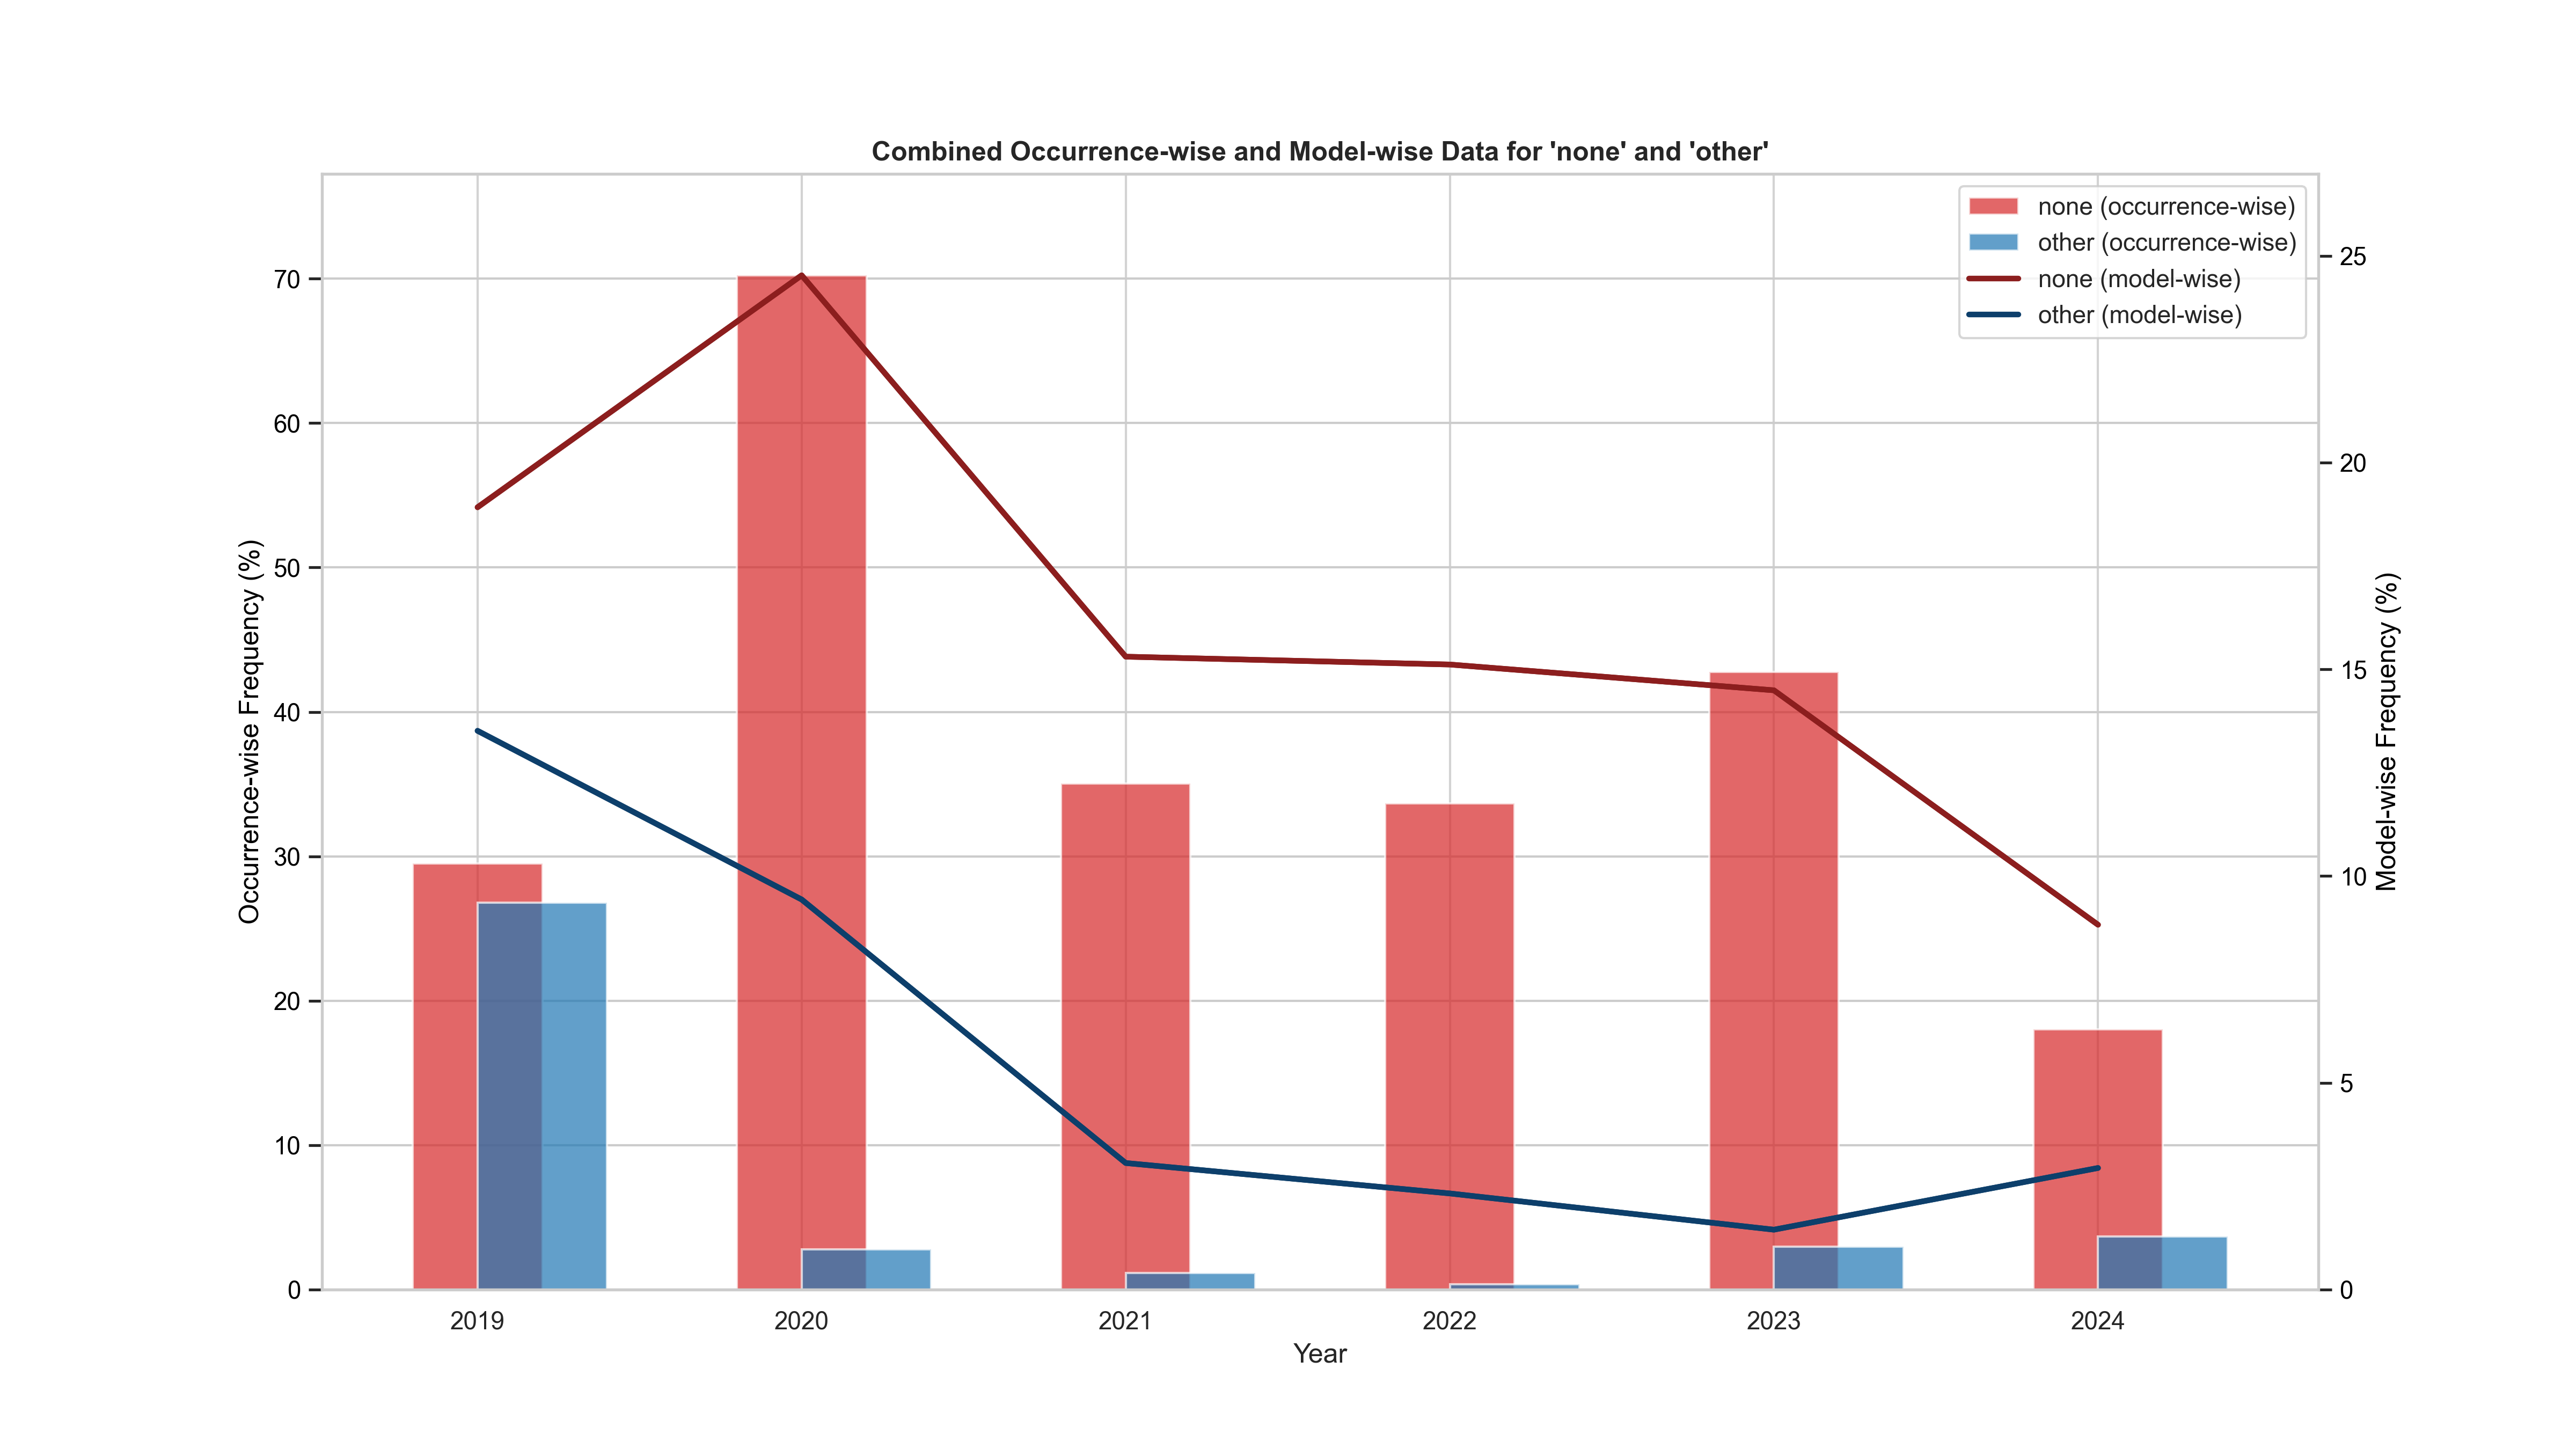 Combined Occurrence-wise and Model-wise Data for 'none' and 'other'
none (occurrence-wise)
other (occurrence-wise)
none (model-wise)
other (model-wise)
Occurrence-wise Frequency (%)
70
60
50
40
30
20
10
0
Model-wise Frequency (%)
25
20
15
10
5
0
2019 2020 2021 2022 2023 2024
Year